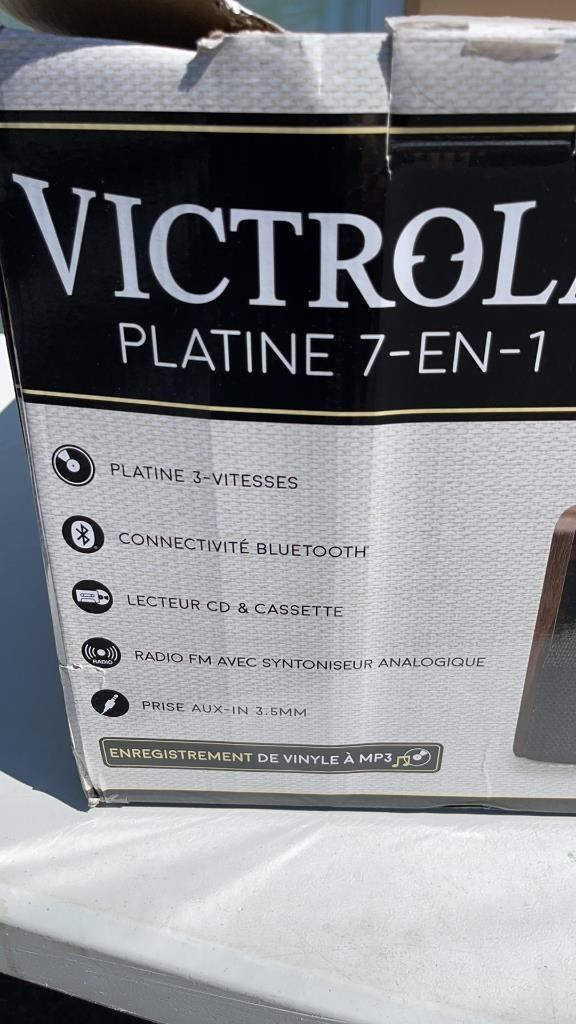 VICTROLA
PLATINE 7-EN-1
PLATINE 3-VITESSES
CONNECTIVITÉ BLUETOOTH
LECTEUR CD & CASSETTE
RADIO
RADIO FM AVEC SYNTONISEUR ANALOGIQUE
PRISE AUX-IN 3.5MM
ENREGISTREMENT DE VINYLE À MP3